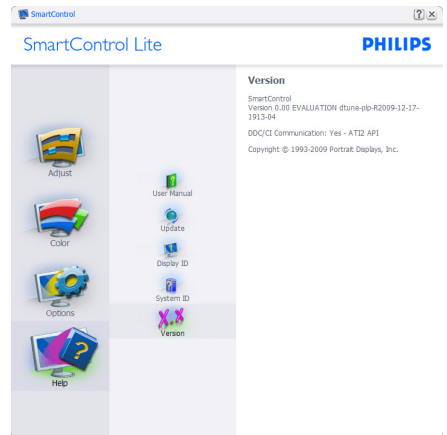 SmartControl
SmartControl Lite
PHILIPS
Adjust
Color
Options
Help
User Manual
Update
Display ID
System ID
X.X
Version
Version
SmartControl
Version 0.00 EVALUATION dtune-plp-R2009-12-17-
1913-04
DDC/CI Communication: Yes - ATI2 API
Copyright © 1993-2009 Portrait Displays, Inc.